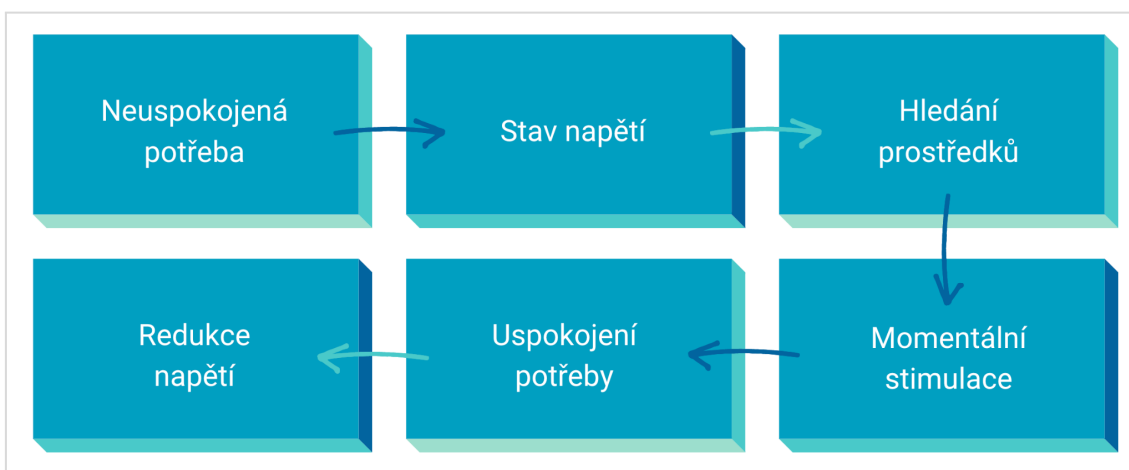 Neuspokojená
potřeba
Stav napětí
Hledání
prostředků
Momentální
stimulace
Uspokojení
potřeby
Redukce
napětí